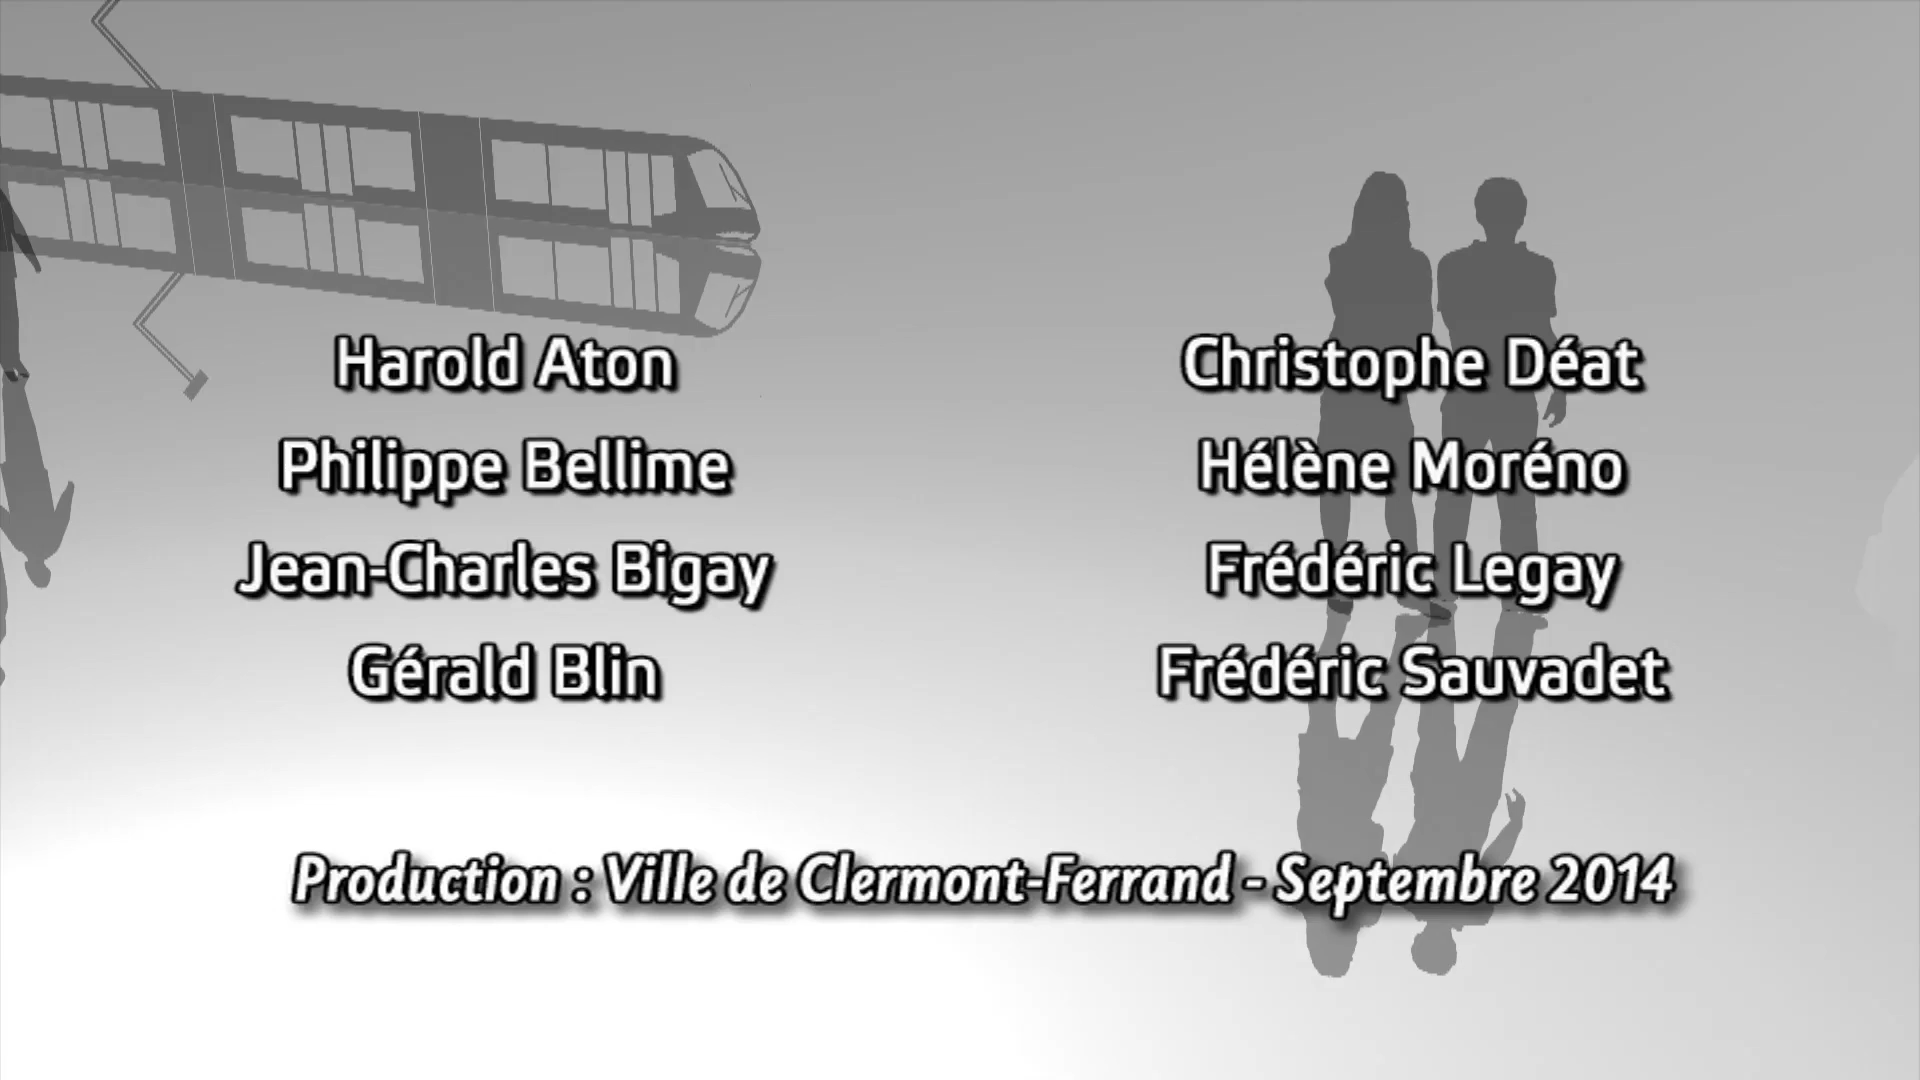 Harold Aton
Philippe Bellime
Jean-Charles Bigay
Gérald Blin
Christophe Déat
Hélène Moréno
Frédéric Legay
Frédéric Sauvadet
Production : Ville de Clermont-Ferrand - Septembre 2014